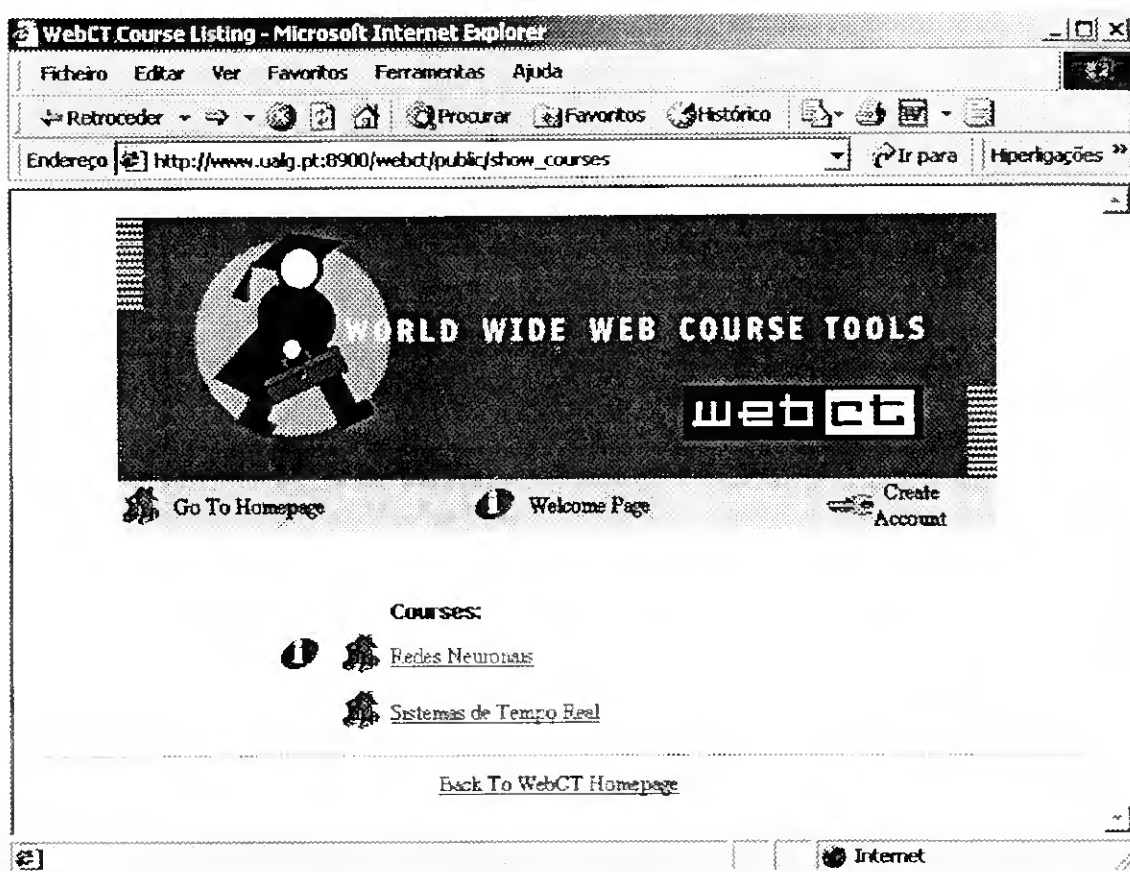 WebCT Course Listing - Microsoft Internet Explorer
Ficheiro Editar Ver Favoritos Ferramentas Ajuda
Retroceder Procurar Favoritos Histórico
Endereço http://www.ualg.pt:8900/webct/public/show_courses Ir para Hiperligações »
WORLD WIDE WEB COURSE TOOLS
web ct
Go To Homepage Welcome Page Create
Account
Courses:
Redes Neuronais
Sistemas de Tempo Real
Back To WebCT Homepage
Internet